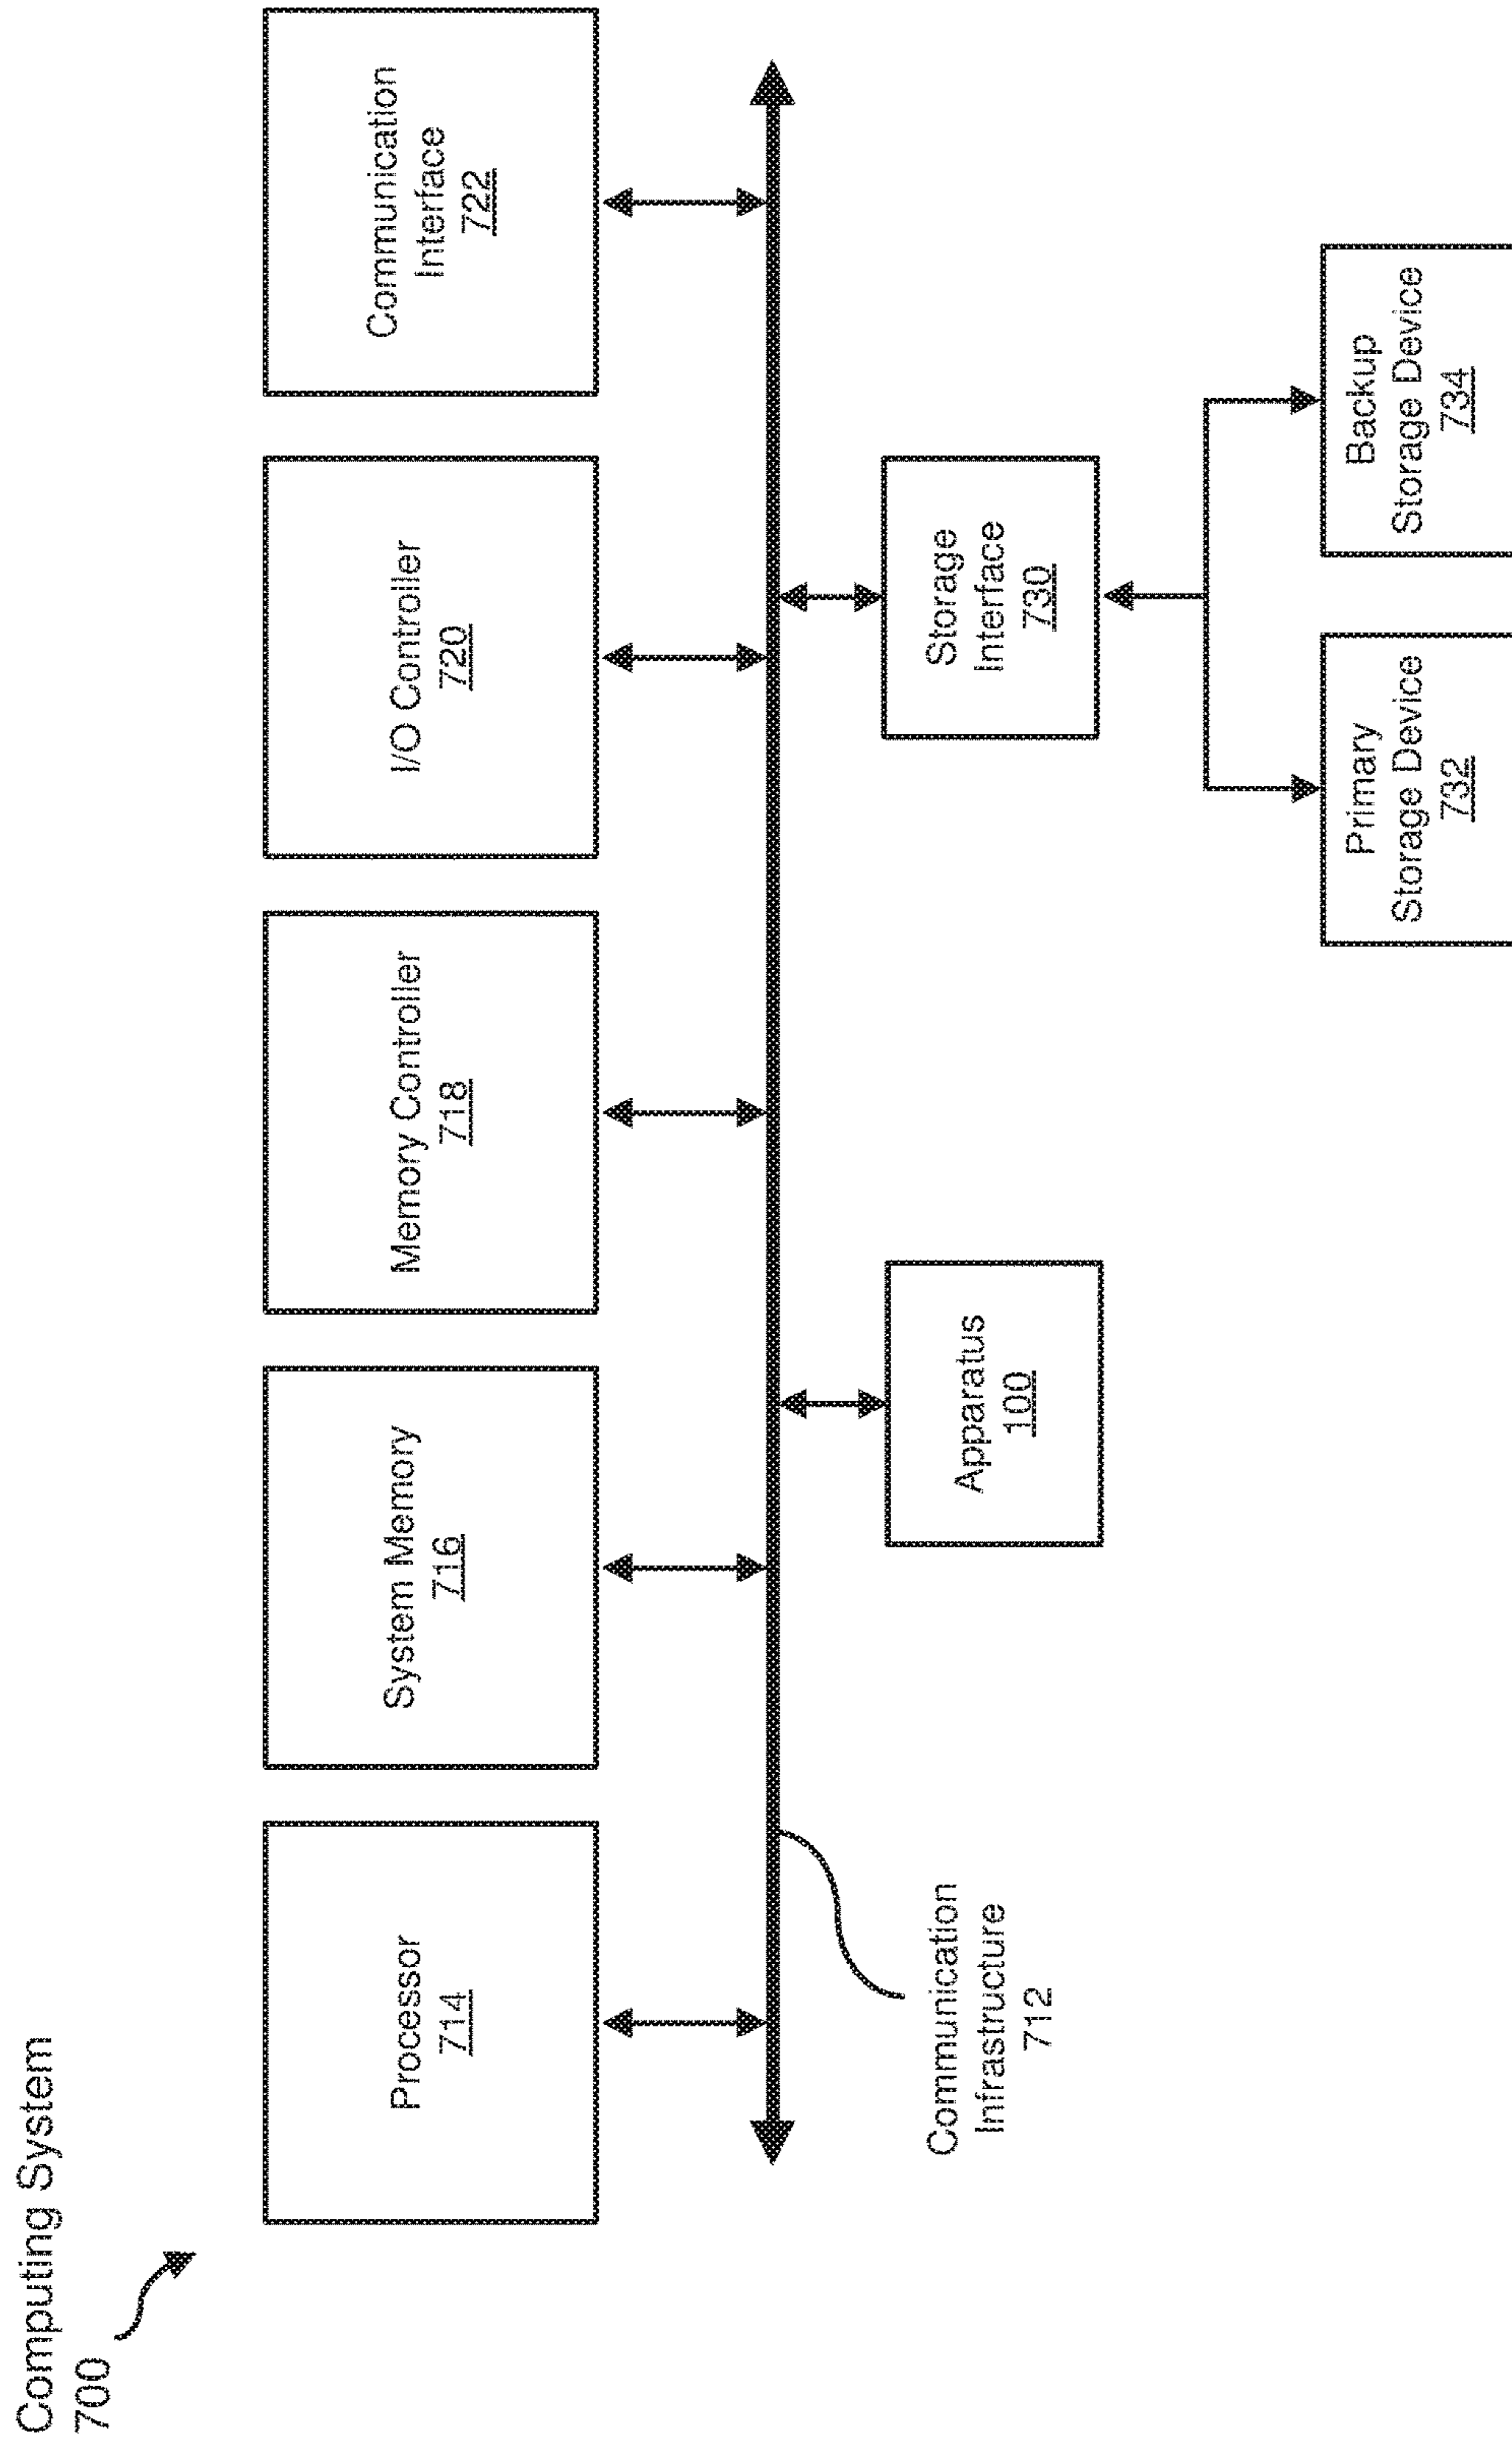 Computing System
700
Processor
714
System Memory
716
Memory Controller
718
I/O Controller
720
Communication
Interface
722
Communication
Infrastructure
712
Apparatus
100
Storage
Interface
730
Primary
Storage Device
732
Backup
Storage Device
734